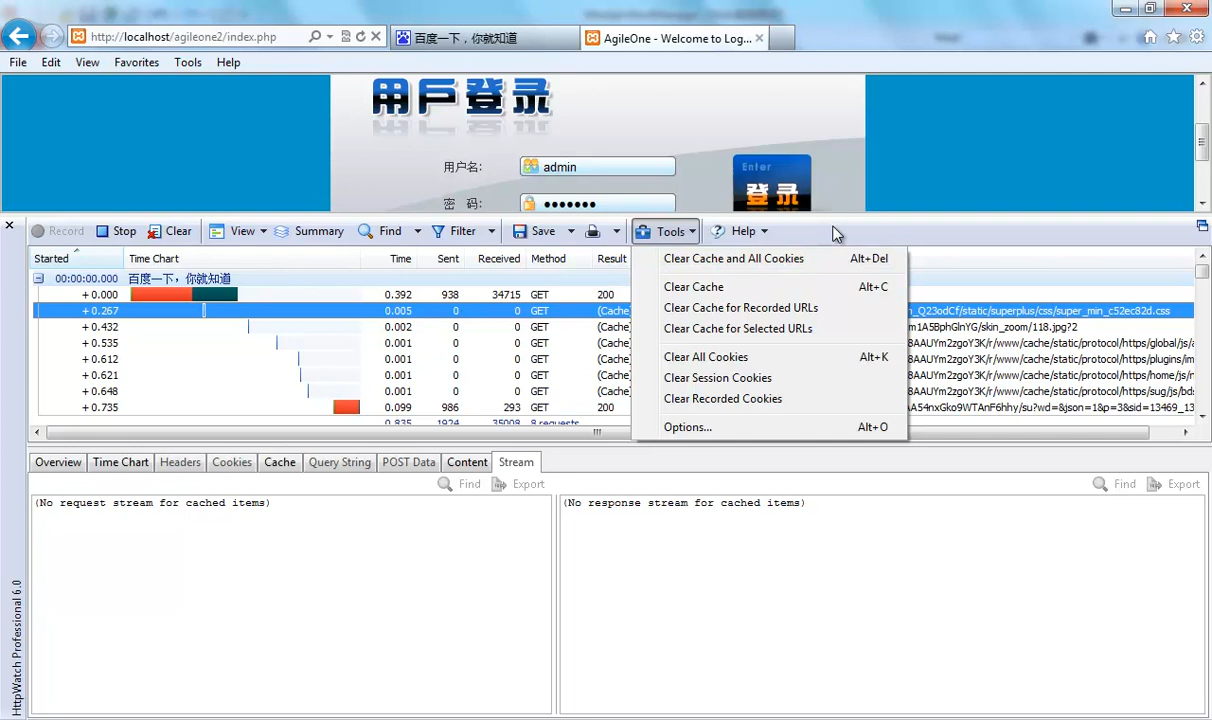 http://localhost/agileone2/index.php
百度一下，你就知道
AgileOne - Welcome to Log...
File Edit View Favorites Tools Help
用戶登录
用户名: admin
Enter
登录
密 码: ●●●●●●●
Record Stop Clear View Summary Find Filter Save Tools Help
Started Time Chart Time Sent Received Method Result
Clear Cache and All Cookies Alt+Del
Clear Cache Alt+C
Clear Cache for Recorded URLs
Clear Cache for Selected URLs
Clear All Cookies Alt+K
Clear Session Cookies
Clear Recorded Cookies
Options... Alt+O
00:00:00.000 百度一下，你就知道
+ 0.000 0.392 938 34715 GET 200
+ 0.267 0.005 0 0 GET (Cache) n_Q23odCf/static/superplus/css/super_min_c52ec82d.css
+ 0.432 0.002 0 0 GET (Cache) m1A5BphGlnYG/skin_zoom/118.jpg?2
+ 0.535 0.001 0 0 GET (Cache) 8AAUYm2zgoY3K/r/www/cache/static/protocol/https/global/js/a
+ 0.612 0.001 0 0 GET (Cache) 8AAUYm2zgoY3K/r/www/cache/static/protocol/https/plugins/im
+ 0.621 0.001 0 0 GET (Cache) 8AAUYm2zgoY3K/r/www/cache/static/protocol/https/home/js/n
+ 0.648 0.001 0 0 GET (Cache) 8AAUYm2zgoY3K/r/www/cache/static/protocol/https/sug/js/bds
+ 0.735 0.099 986 293 GET 200 AA54nxGko9WTAnF6hhy/su?wd=&json=1&p=3&sid=13469_13
0.835 1924 35008 8 requests
Overview Time Chart Headers Cookies Cache Query String POST Data Content Stream
Find Export Find Export
(No request stream for cached items)
(No response stream for cached items)
HttpWatch Professional 6.0